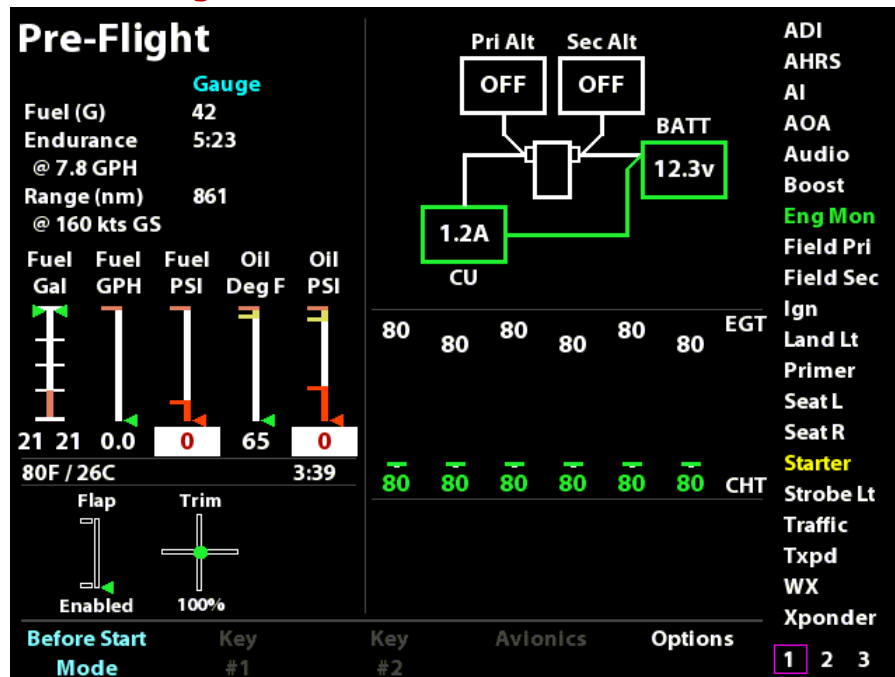 Pre-Flight
Gauge
Fuel (G) 42
Endurance 5:23
@ 7.8 GPH
Range (nm) 861
@ 160 kts GS
Fuel Fuel Fuel Oil Oil
Gal GPH PSI Deg F PSI
21 21 0.0 0 65 0
80F / 26C 3:39
Flap Trim
Enabled 100%
Pri Alt Sec Alt
OFF OFF
BATT
12.3v
1.2A
CU
80 80 80 80 80 80 EGT
80 80 80 80 80 80 CHT
ADI
AHRS
AI
AOA
Audio
Boost
Eng Mon
Field Pri
Field Sec
Ign
Land Lt
Primer
Seat L
Seat R
Starter
Strobe Lt
Traffic
Txpd
WX
Xponder
Before Start Key Key Avionics Options
Mode #1 #2
1 2 3